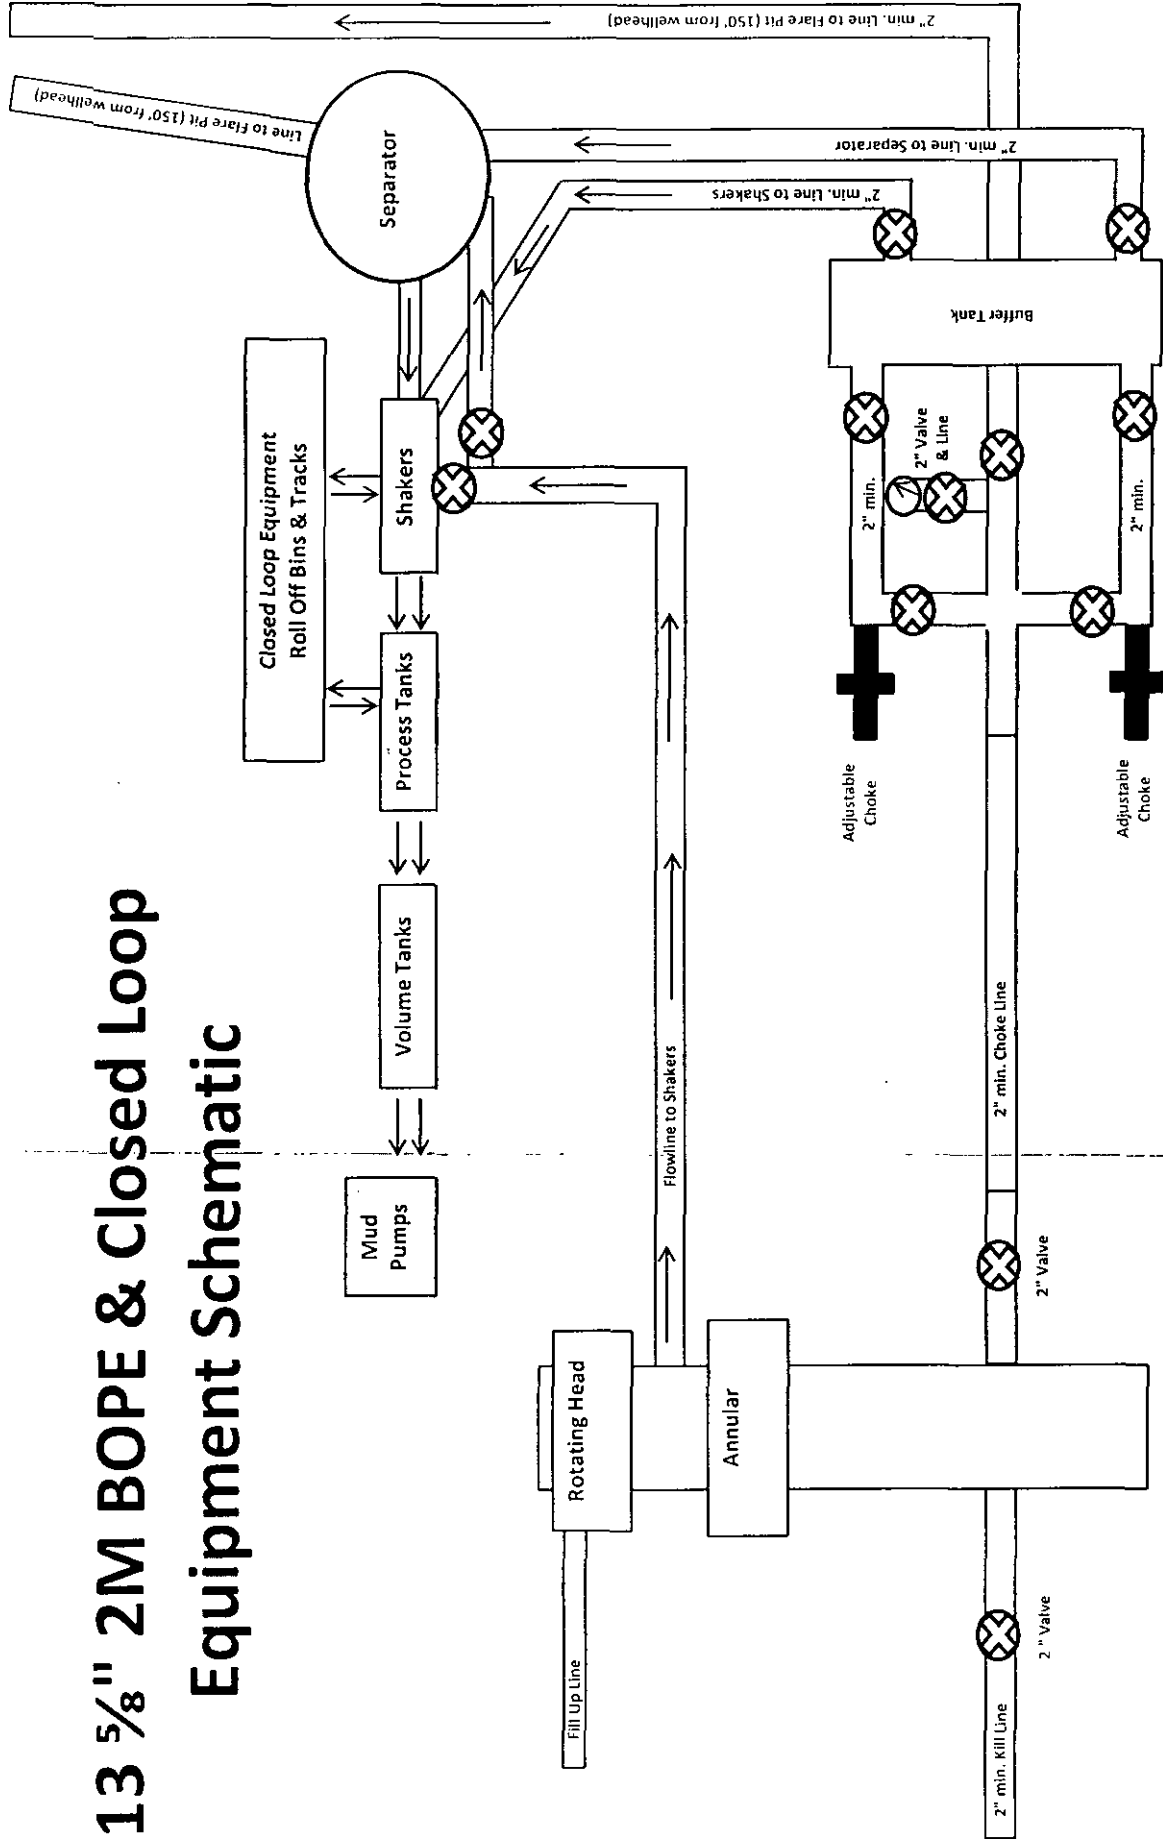 13 ⅝" 2M BOPE & Closed Loop
Equipment Schematic
Closed Loop Equipment
Roll Off Bins & Tracks
Mud
Pumps
Volume Tanks
Process Tanks
Shakers
Separator
Line to Flare Pit (150' from wellhead)
2" min. Line to Flare Pit (150' from wellhead)
Fill Up Line
Rotating Head
Flowline to Shakers
Annular
2" min. Line to Shakers
2" min. Line to Separator
Adjustable
Choke
2" min.
2" Valve
& Line
Buffer Tank
2" min. Kill Line
2" Valve
2" Valve
2" min. Choke Line
Adjustable
Choke
2" min.